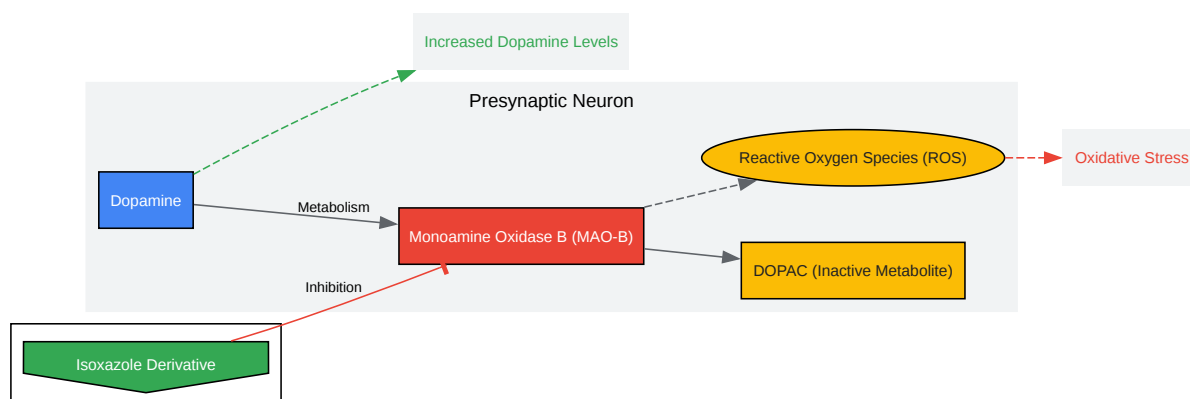 Increased Dopamine Levels
Presynaptic Neuron
Reactive Oxygen Species (ROS)
Oxidative Stress
Dopamine
Metabolism
Monoamine Oxidase B (MAO-B)
DOPAC (Inactive Metabolite)
Inhibition
Isoxazole Derivative